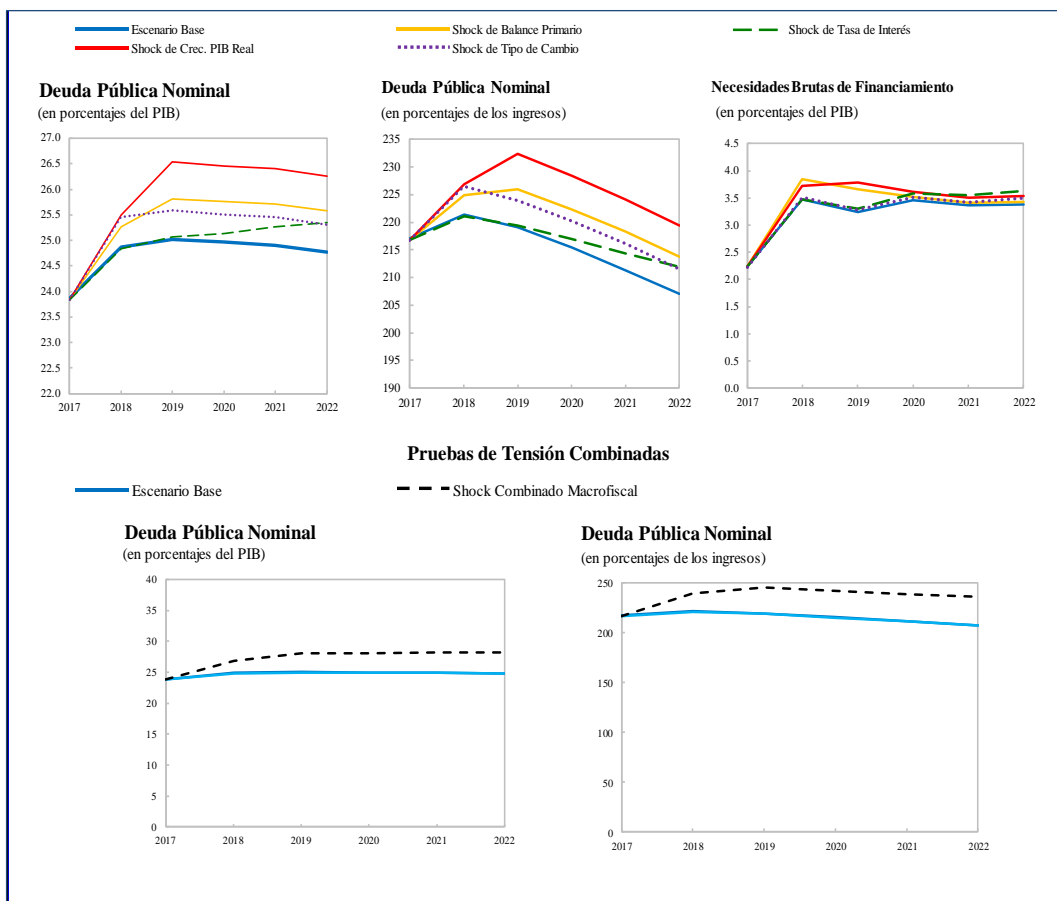 Escenario Base
Shock de Balance Primario
Shock de Tasa de Interés
Shock de Crec. PIB Real
Shock de Tipo de Cambio
Deuda Pública Nominal
(en porcentajes del PIB)
27.0
26.5
26.0
25.5
25.0
24.5
24.0
23.5
23.0
22.5
22.0
2017 2018 2019 2020 2021 2022
Deuda Pública Nominal
(en porcentajes de los ingresos)
235
230
225
220
215
210
205
200
195
190
2017 2018 2019 2020 2021 2022
Necesidades Brutas de Financiamiento
(en porcentajes del PIB)
4.5
4.0
3.5
3.0
2.5
2.0
1.5
1.0
0.5
0.0
2017 2018 2019 2020 2021 2022
Pruebas de Tensión Combinadas
Escenario Base
Shock Combinado Macrofiscal
Deuda Pública Nominal
(en porcentajes del PIB)
40
35
30
25
20
15
10
5
0
2017 2018 2019 2020 2021 2022
Deuda Pública Nominal
(en porcentajes de los ingresos)
250
200
150
100
50
0
2017 2018 2019 2020 2021 2022